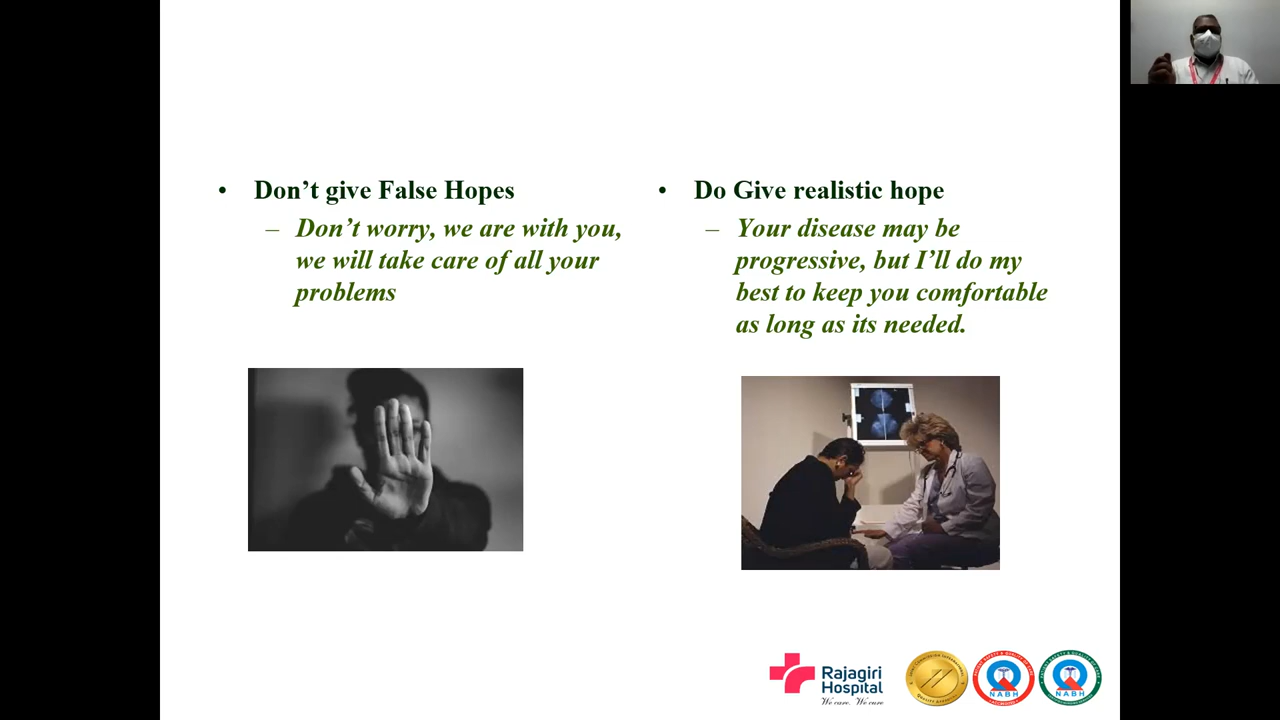 • Don’t give False Hopes
– Don’t worry, we are with you,
we will take care of all your
problems
• Do Give realistic hope
– Your disease may be
progressive, but I’ll do my
best to keep you comfortable
as long as its needed.
Rajagiri
Hospital
We care. We cure
NABH
NABH